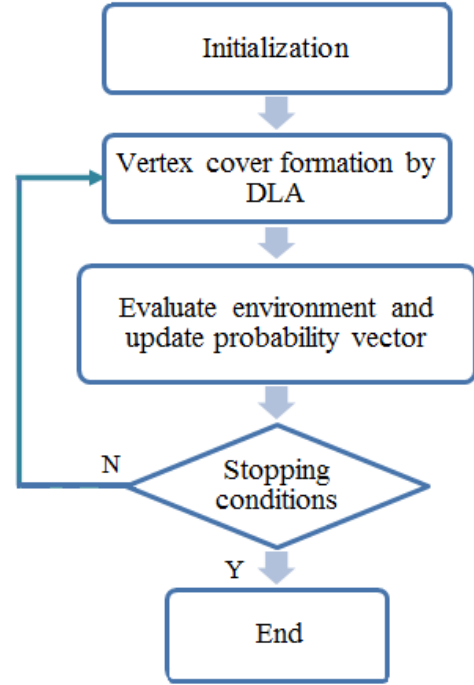 Initialization
Vertex cover formation by
DLA
Evaluate environment and
update probability vector
N
Stopping
conditions
Y
End